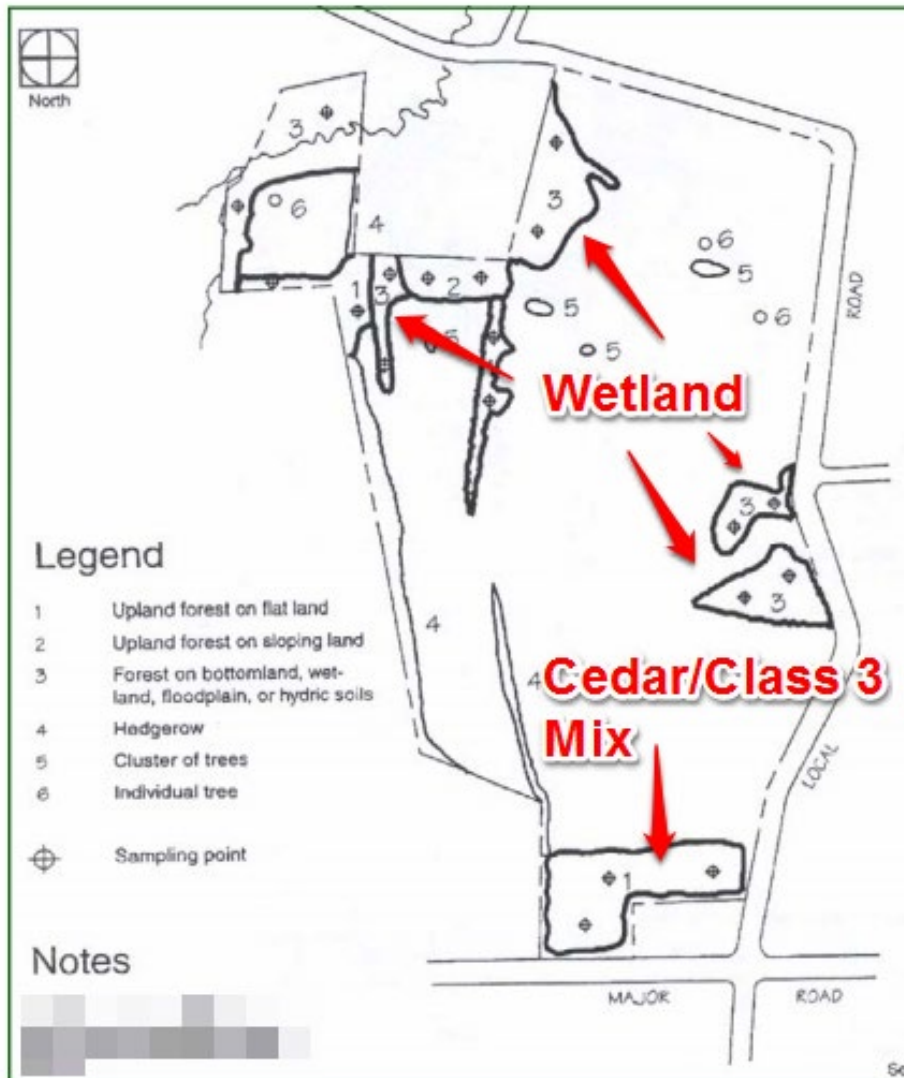 North
3
6
4
3
1
3
2
5
5
5
6
5
6
ROAD
Wetland
3
3
Legend
1 Upland forest on flat land
2 Upland forest on sloping land
3 Forest on bottomland, wet-
land, floodplain, or hydric soils
4 Hedgerow
5 Cluster of trees
6 Individual tree
Sampling point
4
4
Cedar/Class 3
Mix
LOCAL
1
Notes
MAJOR ROAD